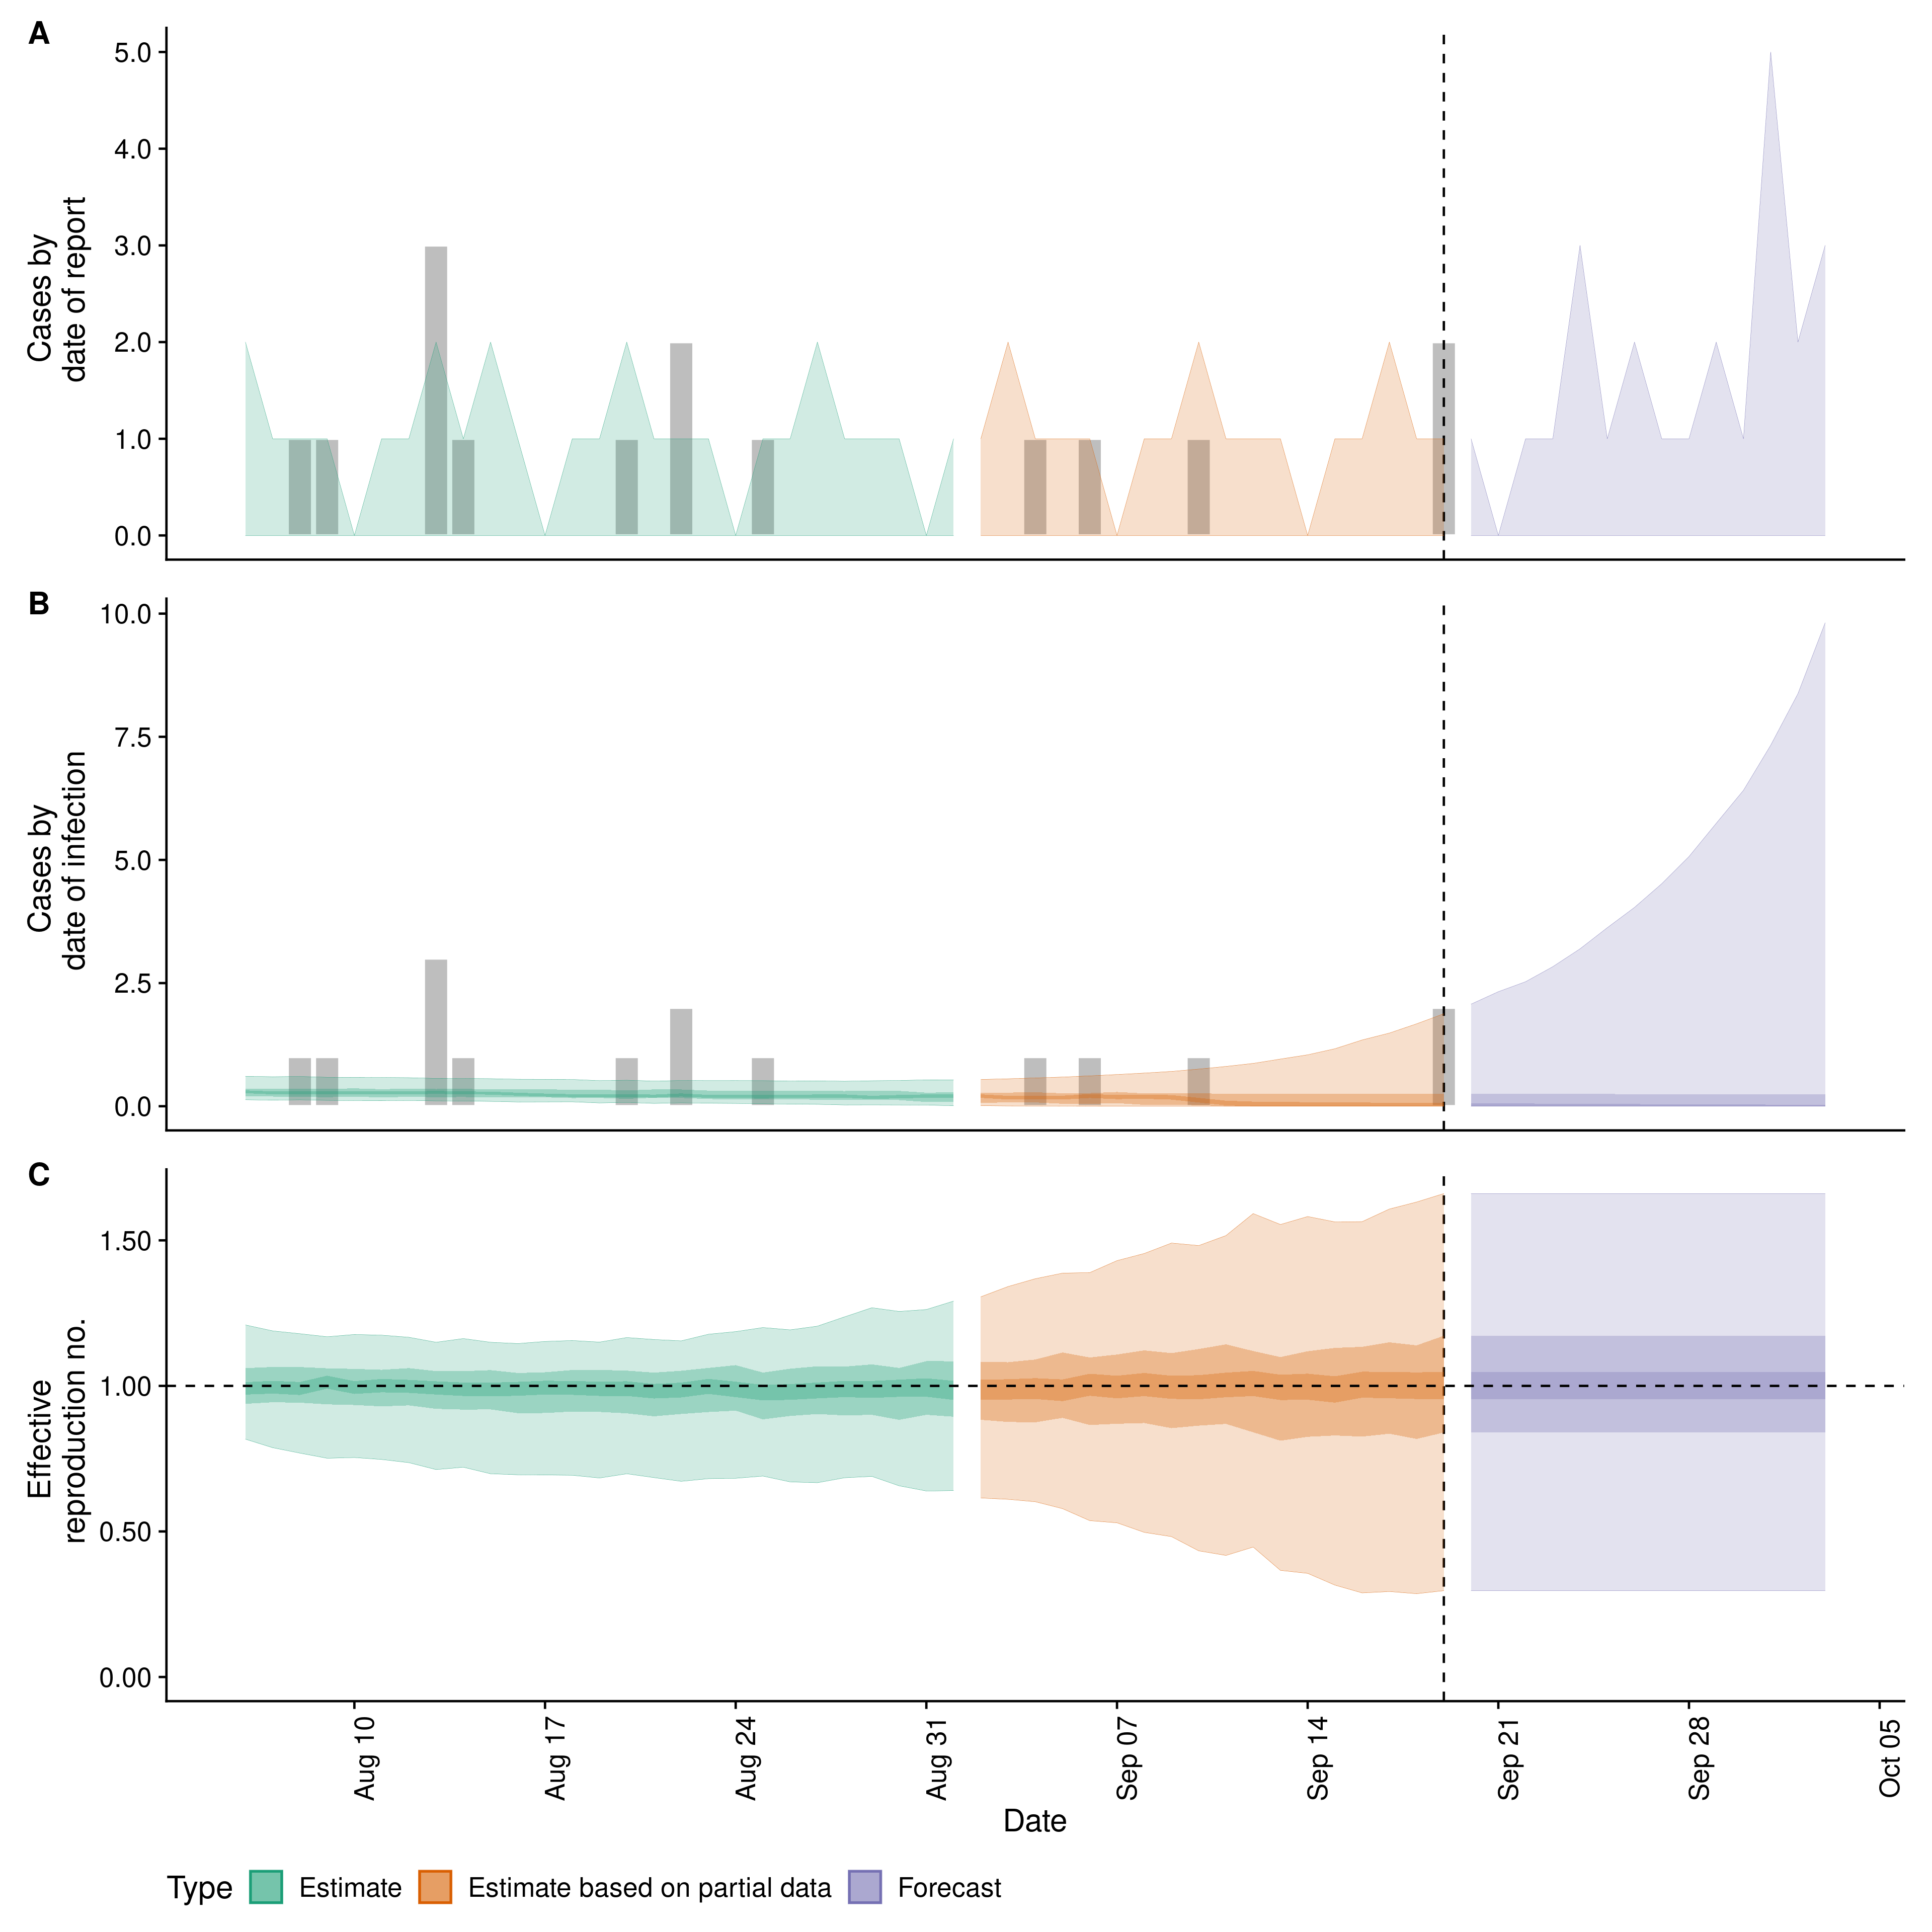 A
5.0
4.0
3.0
2.0
1.0
0.0
Cases by
date of report
B
10.0
7.5
5.0
2.5
0.0
Cases by
date of infection
C
1.50
1.00
0.50
0.00
Effective
reproduction no.
Aug 10
Aug 17
Aug 24
Aug 31
Sep 07
Sep 14
Sep 21
Sep 28
Oct 05
Date
Type Estimate Estimate based on partial data Forecast